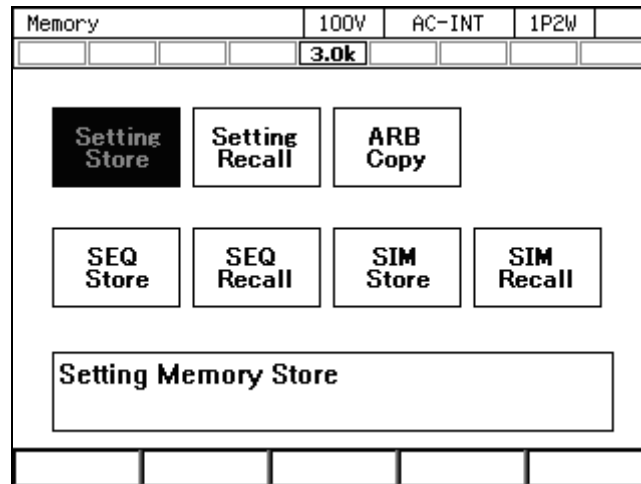 Memory 100V AC-INT 1P2W
3.0k
Setting Store Setting Recall ARB Copy
SEQ Store SEQ Recall SIM Store SIM Recall
Setting Memory Store